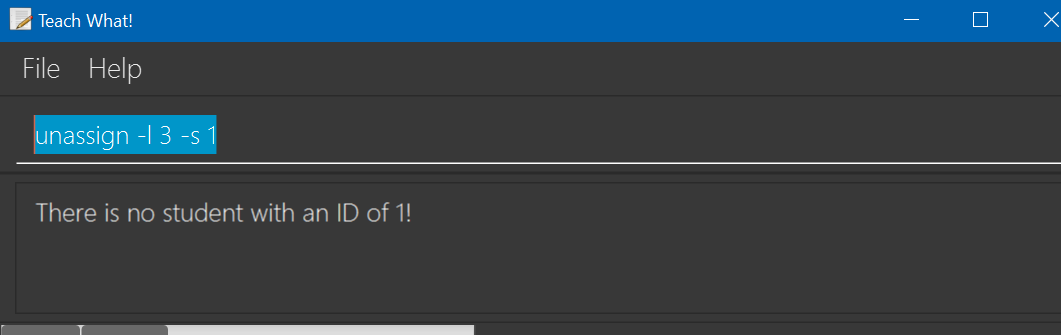 Teach What!
File Help
unassign -l 3 -s 1
There is no student with an ID of 1!